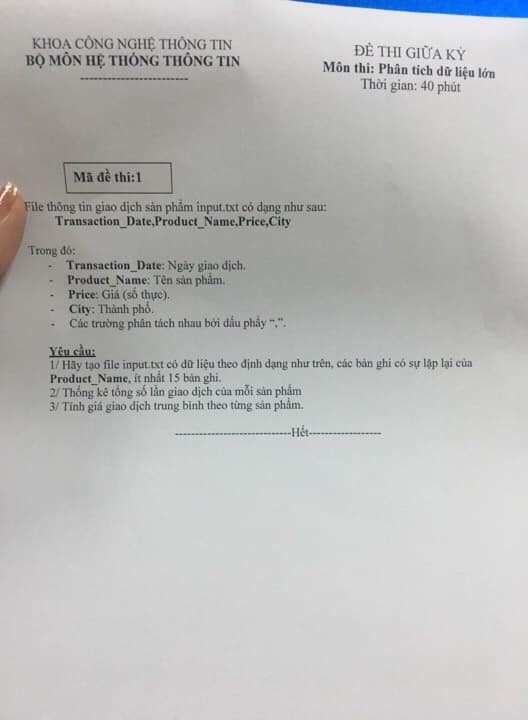 KHOA CÔNG NGHỆ THÔNG TIN
BỘ MÔN HỆ THỐNG THÔNG TIN
------------------------
ĐỀ THI GIỮA KỲ
Môn thi: Phân tích dữ liệu lớn
Thời gian: 40 phút
Mã đề thi:1
File thông tin giao dịch sản phẩm input.txt có dạng như sau:
Transaction_Date,Product_Name,Price,City
Trong đó:
- Transaction_Date: Ngày giao dịch.
- Product_Name: Tên sản phẩm.
- Price: Giá (số thực).
- City: Thành phố.
- Các trường phân tách nhau bởi dấu phẩy “,”.
Yêu cầu:
1/ Hãy tạo file input.txt có dữ liệu theo định dạng như trên, các bản ghi có sự lặp lại của
Product_Name, ít nhất 15 bản ghi.
2/ Thống kê tổng số lần giao dịch của mỗi sản phẩm
3/ Tính giá giao dịch trung bình theo từng sản phẩm.
-----------------------------Hết------------------